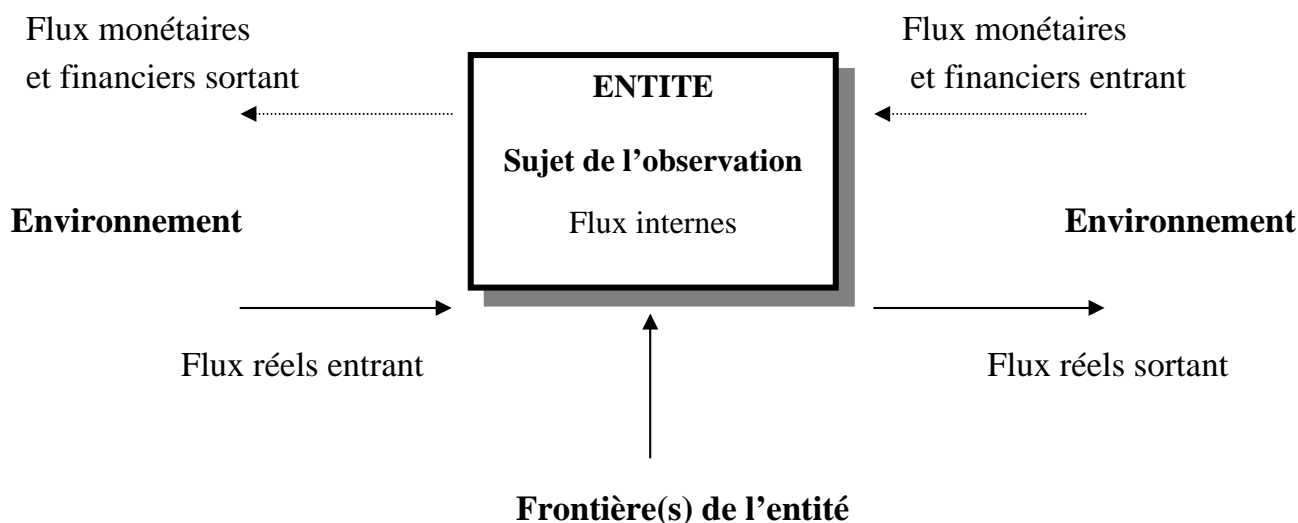 Flux monétaires
et financiers sortant
Flux monétaires
et financiers entrant
ENTITE
Sujet de l’observation
Flux internes
Environnement
Environnement
Flux réels entrant
Flux réels sortant
Frontière(s) de l’entité